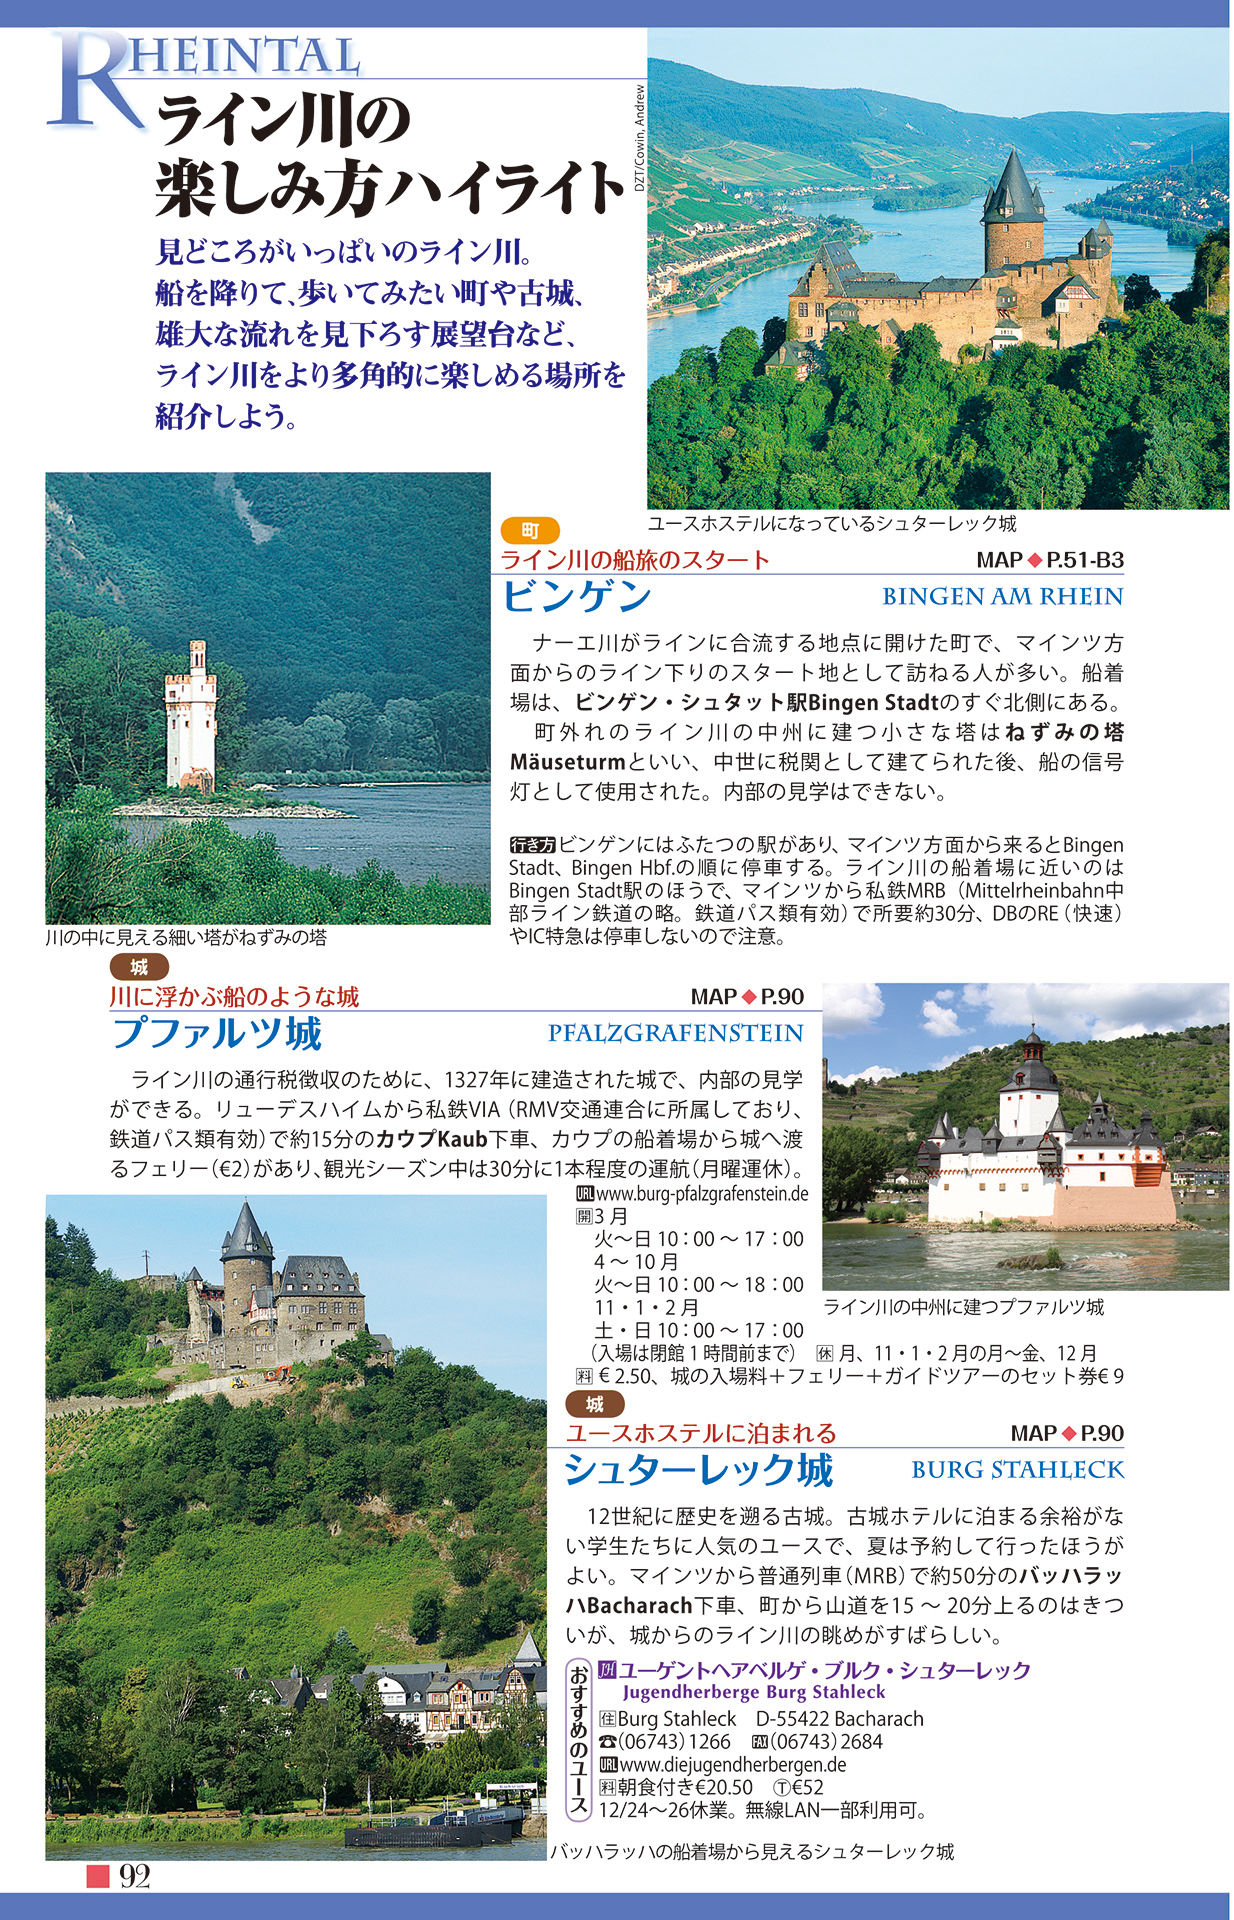 RHEINTAL
ライン川の
楽しみ方ハイライト
見どころがいっぱいのライン川。
船を降りて、歩いてみたい町や古城、
雄大な流れを見下ろす展望台など、
ライン川をより多角的に楽しめる場所を
紹介しよう。
DZT/Cowin, Andrew
ユースホステルになっているシュターレック城
町
ライン川の船旅のスタート MAP◆P.51-B3
ビンゲン BINGEN AM RHEIN
ナーエ川がラインに合流する地点に開けた町で、マインツ方
面からのライン下りのスタート地として訪ねる人が多い。船着
場は、ビンゲン・シュタット駅Bingen Stadtのすぐ北側にある。
町外れのライン川の中州に建つ小さな塔はねずみの塔
Mäuseturmといい、中世に税関として建てられた後、船の信号
灯として使用された。内部の見学はできない。
行き方ビンゲンにはふたつの駅があり、マインツ方面から来るとBingen
Stadt、Bingen Hbf.の順に停車する。ライン川の船着場に近いのは
Bingen Stadt駅のほうで、マインツから私鉄MRB（Mittelrheinbahn中
部ライン鉄道の略。鉄道パス類有効）で所要約30分、DBのRE（快速）
やIC特急は停車しないので注意。
川の中に見える細い塔がねずみの塔
城
川に浮かぶ船のような城 MAP◆P.90
プファルツ城 PFALZGRAFENSTEIN
ライン川の通行税徴収のために、1327年に建造された城で、内部の見学
ができる。リューデスハイムから私鉄VIA（RMV交通連合に所属しており、
鉄道パス類有効）で約15分のカウプKaub下車、カウプの船着場から城へ渡
るフェリー（€2）があり、観光シーズン中は30分に1本程度の運航（月曜運休）。
URL www.burg-pfalzgrafenstein.de
開3月
火～日 10：00 ～ 17：00
4 ～ 10 月
火～日 10：00 ～ 18：00
11・1・2 月
土・日 10：00 ～ 17：00
（入場は閉館 1 時間前まで） 休 月、11・1・2 月の月～金、12 月
料 € 2.50、城の入場料＋フェリー＋ガイドツアーのセット券€ 9
ライン川の中州に建つプファルツ城
城
ユースホステルに泊まれる MAP◆P.90
シュターレック城 BURG STAHLECK
12世紀に歴史を遡る古城。古城ホテルに泊まる余裕がな
い学生たちに人気のユースで、夏は予約して行ったほうが
よい。マインツから普通列車（MRB）で約50分のバッハラッ
ハBacharach下車、町から山道を15 ～ 20分上るのはきつ
いが、城からのライン川の眺めがすばらしい。
おすすめのユース
JH ユーゲントヘアベルゲ・ブルク・シュターレック
Jugendherberge Burg Stahleck
住Burg Stahleck D-55422 Bacharach
☎(06743)1266 FAX(06743)2684
URL www.diejugendherbergen.de
料朝食付き€20.50 Ⓣ€52
12/24～26休業。無線LAN一部利用可。
バッハラッハの船着場から見えるシュターレック城
92